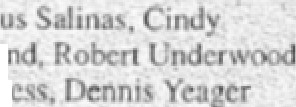 us Salinas, Cindy
nd, Robert Underwood
ess, Dennis Yeager